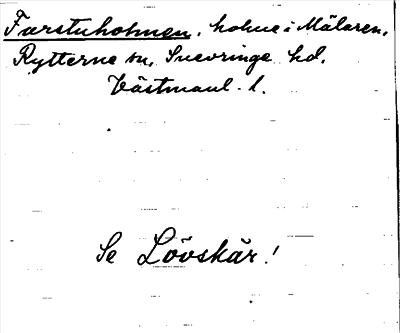 Farstuholmen, holme i Mälaren,
Rytterne sn, Snevringe hd.
Västmanl. l.
Se Lövskär!